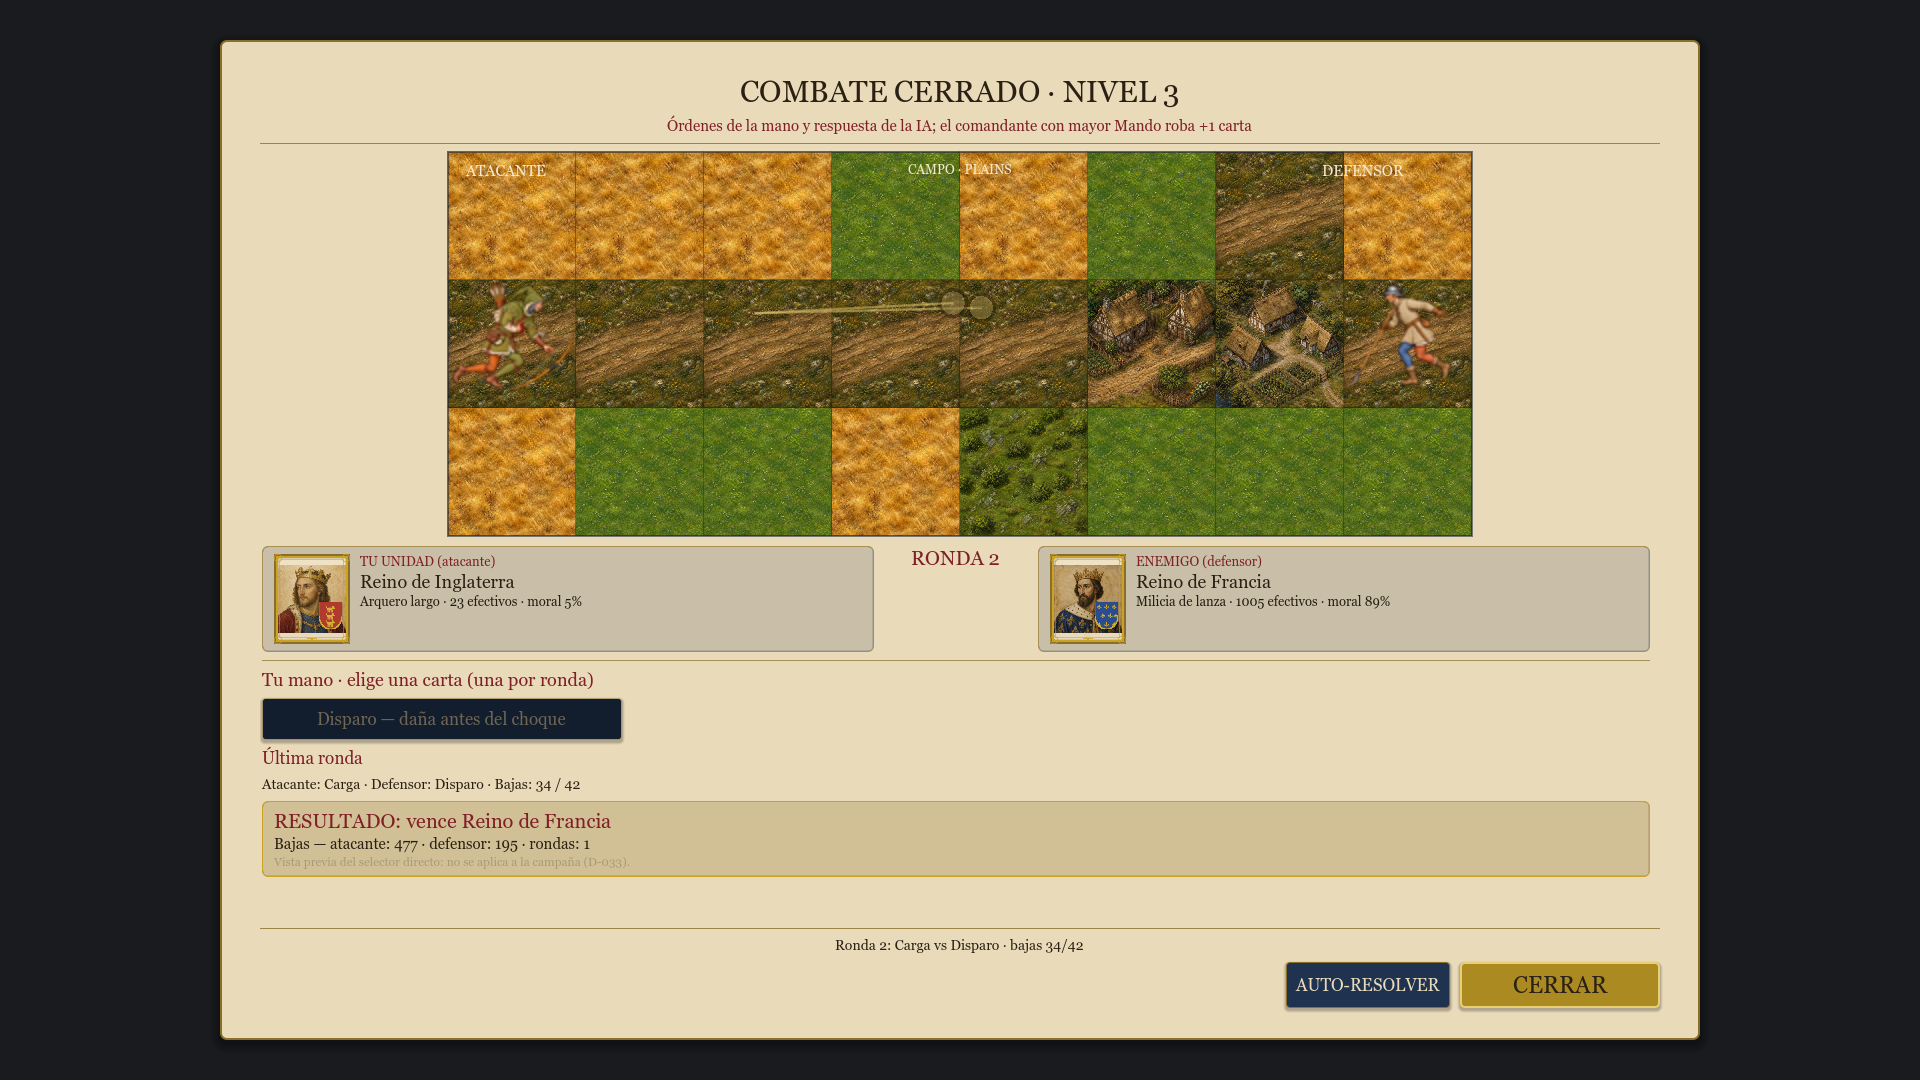 COMBATE CERRADO · NIVEL 3
Órdenes de la mano y respuesta de la IA; el comandante con mayor Mando roba +1 carta
ATACANTE
CAMPO · PLAINS
DEFENSOR
TU UNIDAD (atacante)
Reino de Inglaterra
Arquero largo · 23 efectivos · moral 5%
RONDA 2
ENEMIGO (defensor)
Reino de Francia
Milicia de lanza · 1005 efectivos · moral 89%
Tu mano · elige una carta (una por ronda)
Disparo — daña antes del choque
Última ronda
Atacante: Carga · Defensor: Disparo · Bajas: 34 / 42
RESULTADO: vence Reino de Francia
Bajas — atacante: 477 · defensor: 195 · rondas: 1
Vista previa del selector directo: no se aplica a la campaña (D-033).
Ronda 2: Carga vs Disparo · bajas 34/42
AUTO-RESOLVER
CERRAR